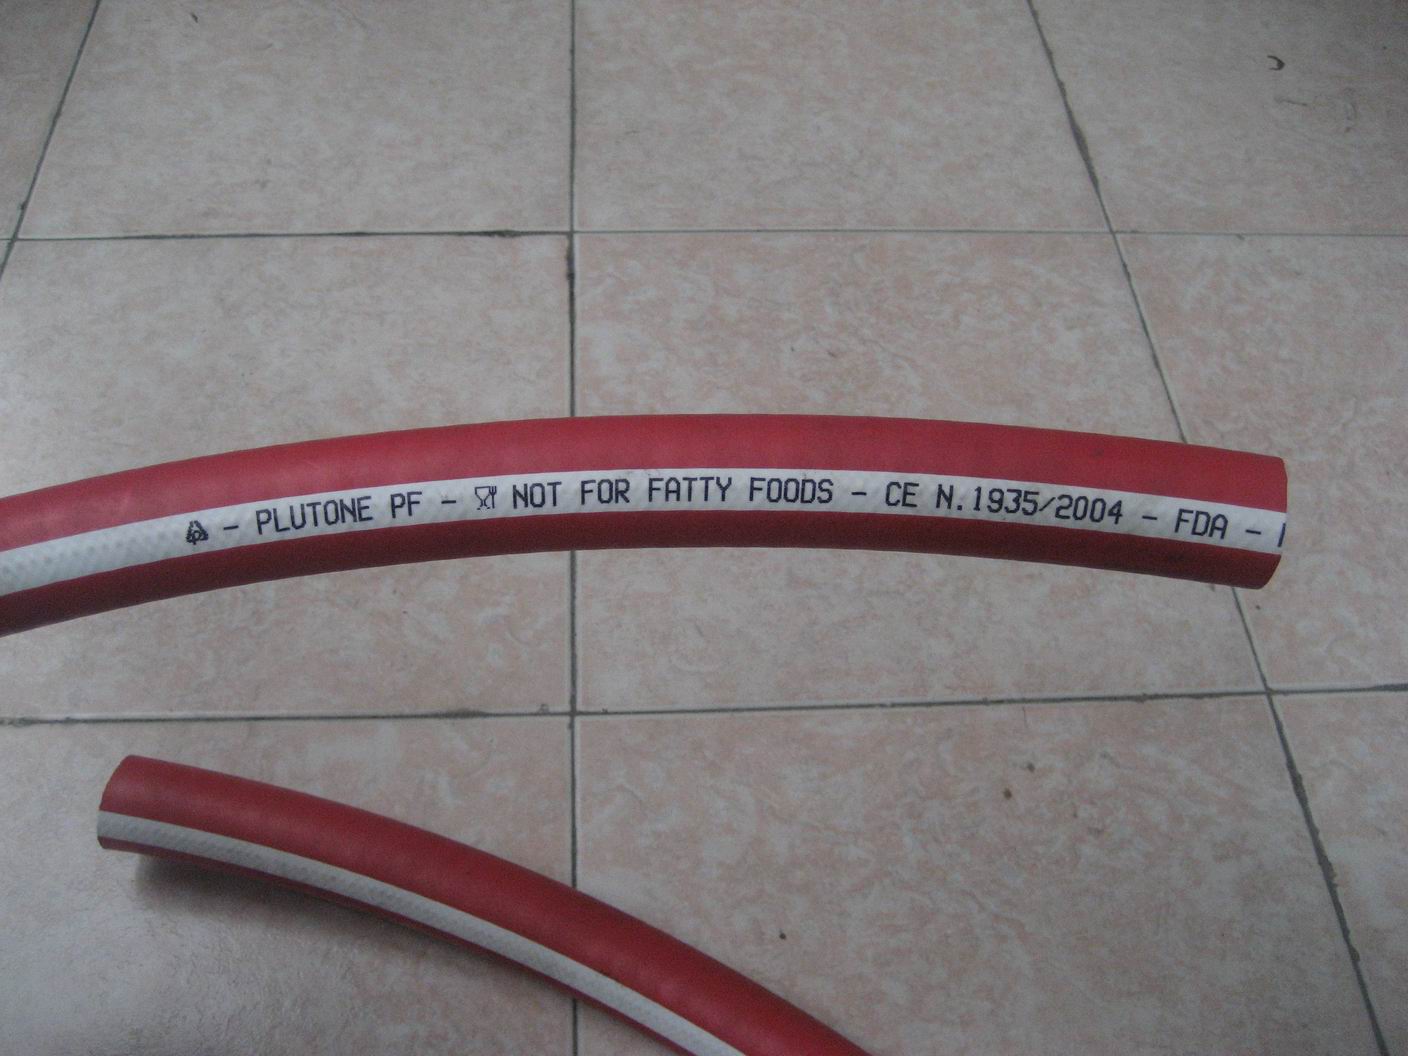 - PLUTONE PF - NOT FOR FATTY FOODS - CE N.1935/2004 - FDA -